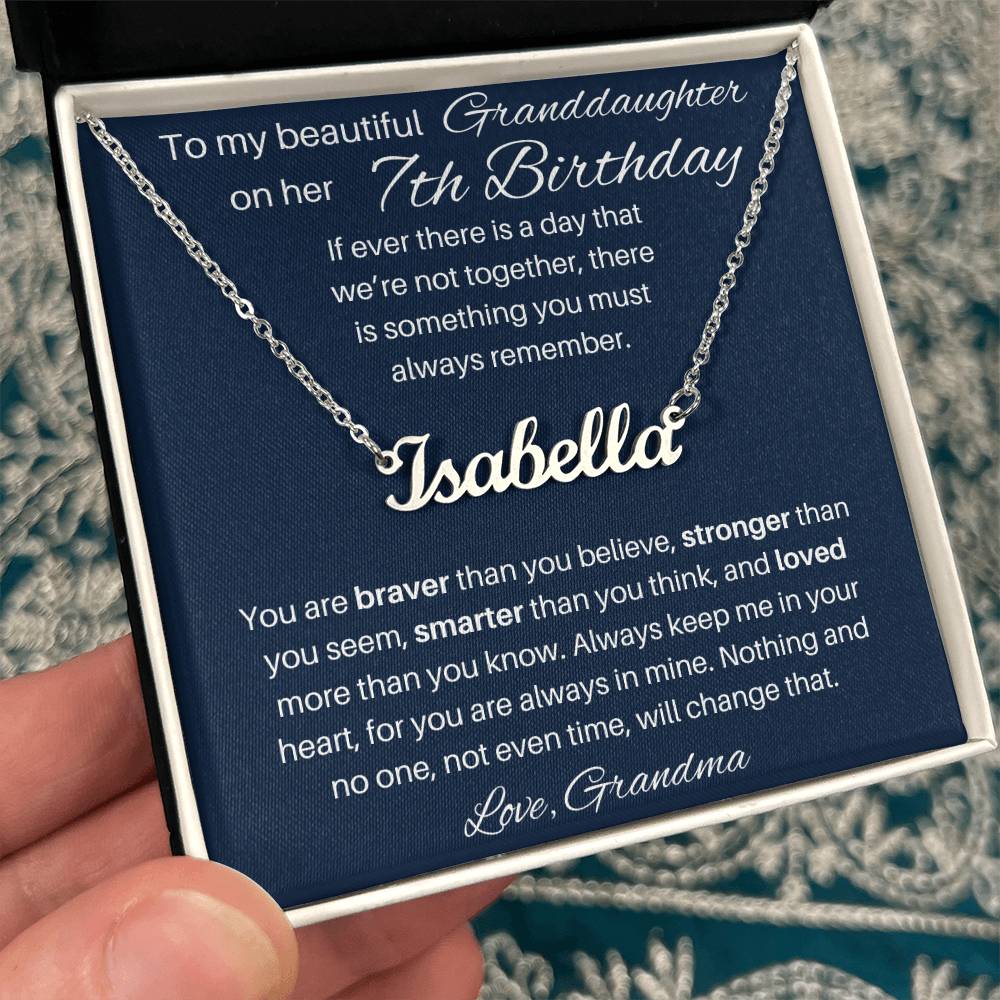 To my beautiful Granddaughter
on her 7th Birthday
If ever there is a day that
we're not together, there
is something you must
always remember.
Isabella
You are braver than you believe, stronger than
you seem, smarter than you think, and loved
more than you know. Always keep me in your
heart, for you are always in mine. Nothing and
no one, not even time, will change that.
Love, Grandma